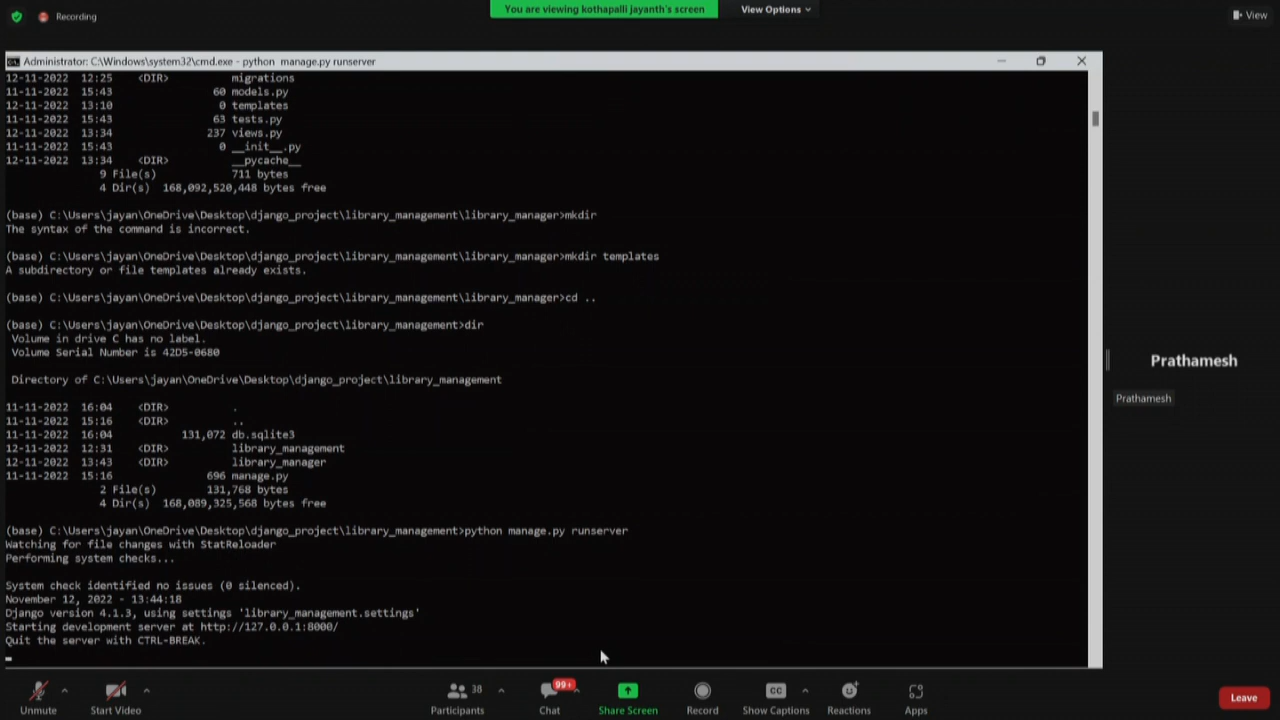 Recording
You are viewing kothapalli jayanth's screen
View Options
View
Administrator: C:\Windows\system32\cmd.exe - python manage.py runserver
12-11-2022 12:25 <DIR> migrations
11-11-2022 15:43 60 models.py
12-11-2022 13:10 0 templates
11-11-2022 15:43 63 tests.py
12-11-2022 13:34 237 views.py
11-11-2022 15:43 0 __init__.py
12-11-2022 13:34 <DIR> __pycache__
9 File(s) 711 bytes
4 Dir(s) 168,092,520,448 bytes free
(base) C:\Users\jayan\OneDrive\Desktop\django_project\library_management\library_manager>mkdir
The syntax of the command is incorrect.
(base) C:\Users\jayan\OneDrive\Desktop\django_project\library_management\library_manager>mkdir templates
A subdirectory or file templates already exists.
(base) C:\Users\jayan\OneDrive\Desktop\django_project\library_management\library_manager>cd ..
(base) C:\Users\jayan\OneDrive\Desktop\django_project\library_management>dir
Volume in drive C has no label.
Volume Serial Number is 42D5-0680
Directory of C:\Users\jayan\OneDrive\Desktop\django_project\library_management
11-11-2022 16:04 <DIR> .
11-11-2022 15:16 <DIR> ..
11-11-2022 16:04 131,072 db.sqlite3
12-11-2022 12:31 <DIR> library_management
12-11-2022 13:43 <DIR> library_manager
11-11-2022 15:16 696 manage.py
2 File(s) 131,768 bytes
4 Dir(s) 168,089,325,568 bytes free
(base) C:\Users\jayan\OneDrive\Desktop\django_project\library_management>python manage.py runserver
Watching for file changes with StatReloader
Performing system checks...
System check identified no issues (0 silenced).
November 12, 2022 - 13:44:18
Django version 4.1.3, using settings 'library_management.settings'
Starting development server at http://127.0.0.1:8000/
Quit the server with CTRL-BREAK.
Prathamesh
Prathamesh
Unmute
Start Video
38
Participants
99+
Chat
Share Screen
Record
CC
Show Captions
Reactions
Apps
Leave